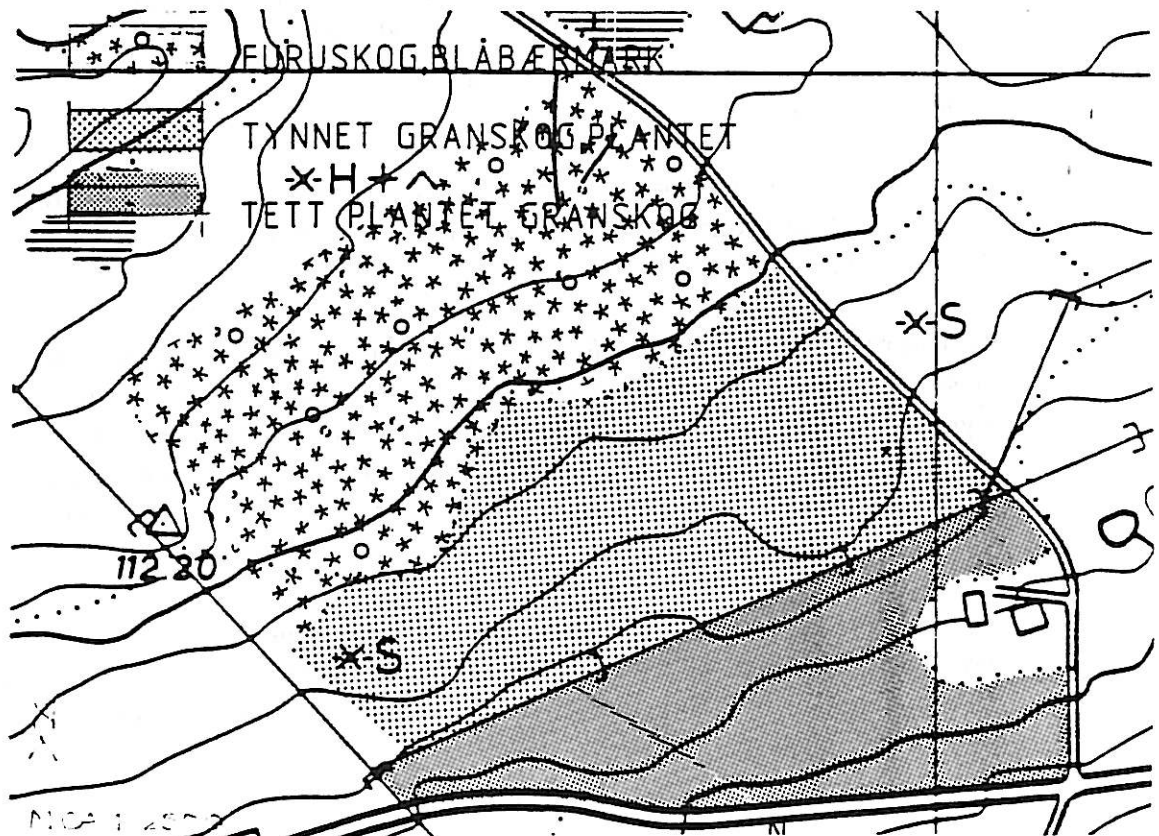 FURUSKOG, BLÅBÆRMARK
TYNNET GRANSKOG, PLANTET
H
TETT PLANTET GRANSKOG
S
112 20
S
N